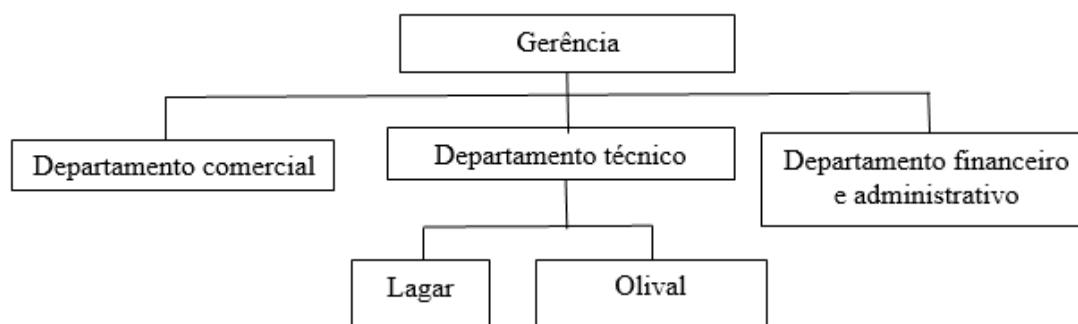 Gerência
Departamento comercial
Departamento técnico
Departamento financeiro
e administrativo
Lagar
Olival